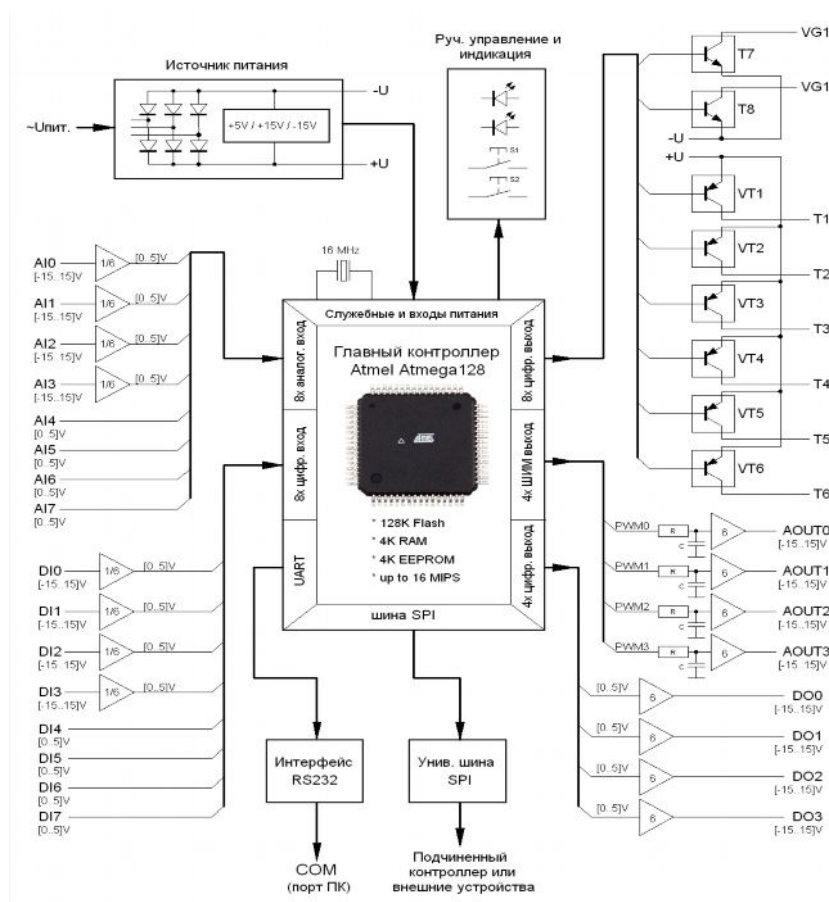 Источник питания
~Uпит.
+5V / +15V / -15V
-U
+U
Руч. управление и
индикация
S1
S2
T7
VG1
T8
VG1
-U
+U
VT1
T1
VT2
T2
VT3
T3
VT4
T4
VT5
T5
VT6
T6
16 MHz
AI0
[-15..15]V
1/6
[0..5]V
AI1
[-15..15]V
1/6
[0..5]V
AI2
[-15..15]V
1/6
[0..5]V
AI3
[-15..15]V
1/6
[0..5]V
AI4
[0..5]V
AI5
[0..5]V
AI6
[0..5]V
AI7
[0..5]V
DI0
[-15..15]V
1/6
[0..5]V
DI1
[-15..15]V
1/6
[0..5]V
DI2
[-15..15]V
1/6
[0..5]V
DI3
[-15..15]V
1/6
[0..5]V
DI4
[0..5]V
DI5
[0..5]V
DI6
[0..5]V
DI7
[0..5]V
Служебные и входы питания
8x аналог. вход
8x цифр. вход
UART
Главный контроллер
Atmel Atmega128
* 128K Flash
* 4K RAM
* 4K EEPROM
* up to 16 MIPS
8x цифр. выход
4x ШИМ выход
4x цифр. выход
шина SPI
PWM0
R
C
6
AOUT0
[-15..15]V
PWM1
R
C
6
AOUT1
[-15..15]V
PWM2
R
C
6
AOUT2
[-15..15]V
PWM3
R
C
6
AOUT3
[-15..15]V
[0..5]V
6
DO0
[-15..15]V
[0..5]V
6
DO1
[-15..15]V
[0..5]V
6
DO2
[-15..15]V
[0..5]V
6
DO3
[-15..15]V
Интерфейс
RS232
Унив. шина
SPI
COM
(порт ПК)
Подчиненный
контроллер или
внешние устройства